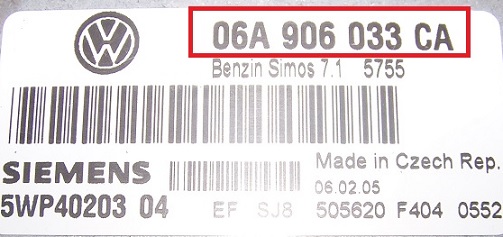 06A 906 033 CA
Benzin Simos 7.1 5755
SIEMENS
Made in Czech Rep.
06.02.05
5WP40203 04 EF SJ8 505620 F404 0552